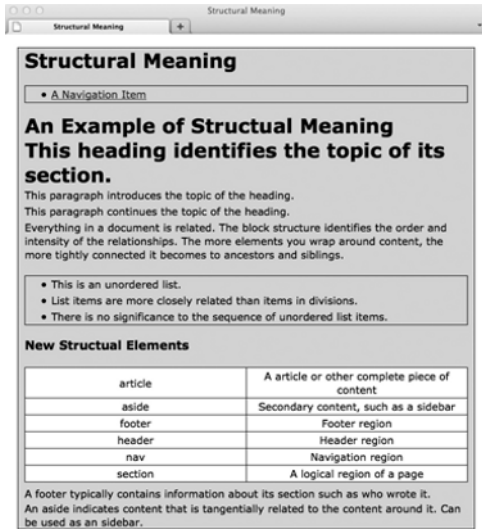 Structural Meaning
Structural Meaning
Structural Meaning
• A Navigation Item
An Example of Structual Meaning
This heading identifies the topic of its
section.
This paragraph introduces the topic of the heading.
This paragraph continues the topic of the heading.
Everything in a document is related. The block structure identifies the order and
intensity of the relationships. The more elements you wrap around content, the
more tightly connected it becomes to ancestors and siblings.
• This is an unordered list.
• List items are more closely related than items in divisions.
• There is no significance to the sequence of unordered list items.
New Structual Elements
article A article or other complete piece of
content
aside Secondary content, such as a sidebar
footer Footer region
header Header region
nav Navigation region
section A logical region of a page
A footer typically contains information about its section such as who wrote it.
An aside indicates content that is tangentially related to the content around it. Can
be used as an sidebar.